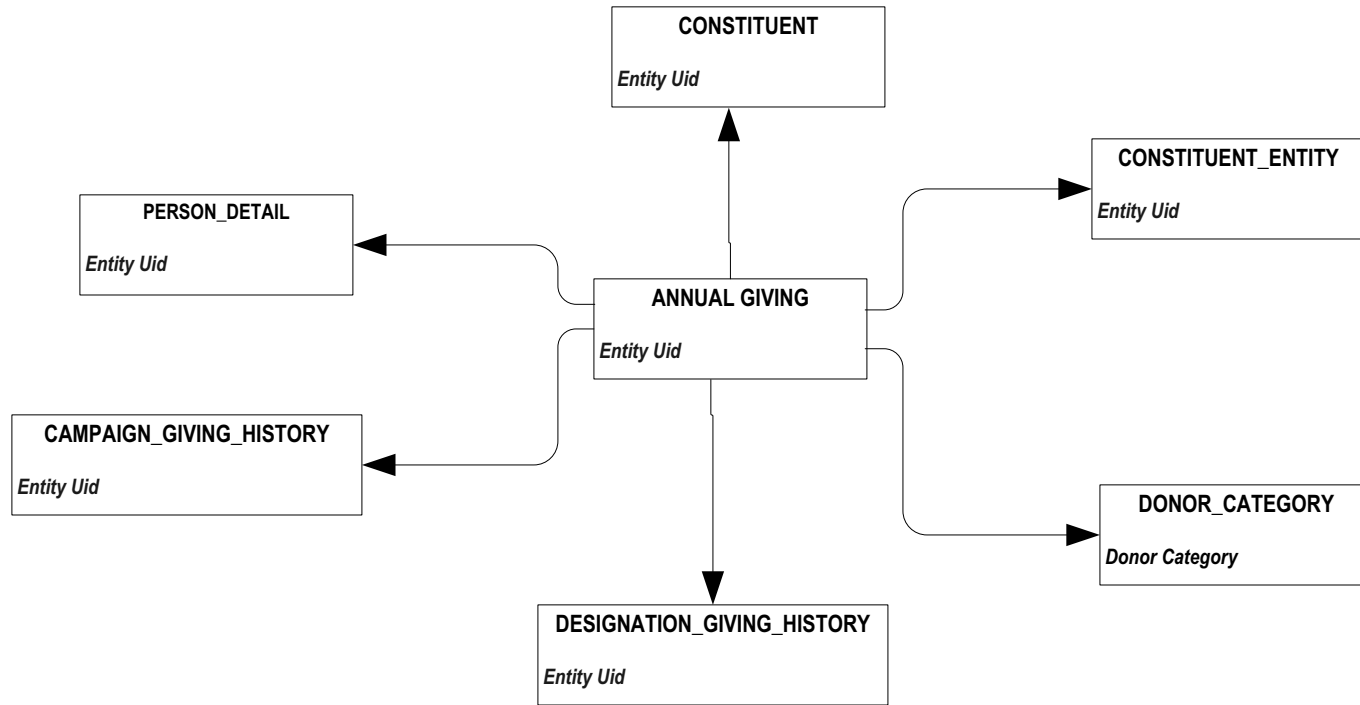 CONSTITUENT
Entity Uid
CONSTITUENT_ENTITY
Entity Uid
PERSON_DETAIL
Entity Uid
ANNUAL GIVING
Entity Uid
CAMPAIGN_GIVING_HISTORY
Entity Uid
DONOR_CATEGORY
Donor Category
DESIGNATION_GIVING_HISTORY
Entity Uid